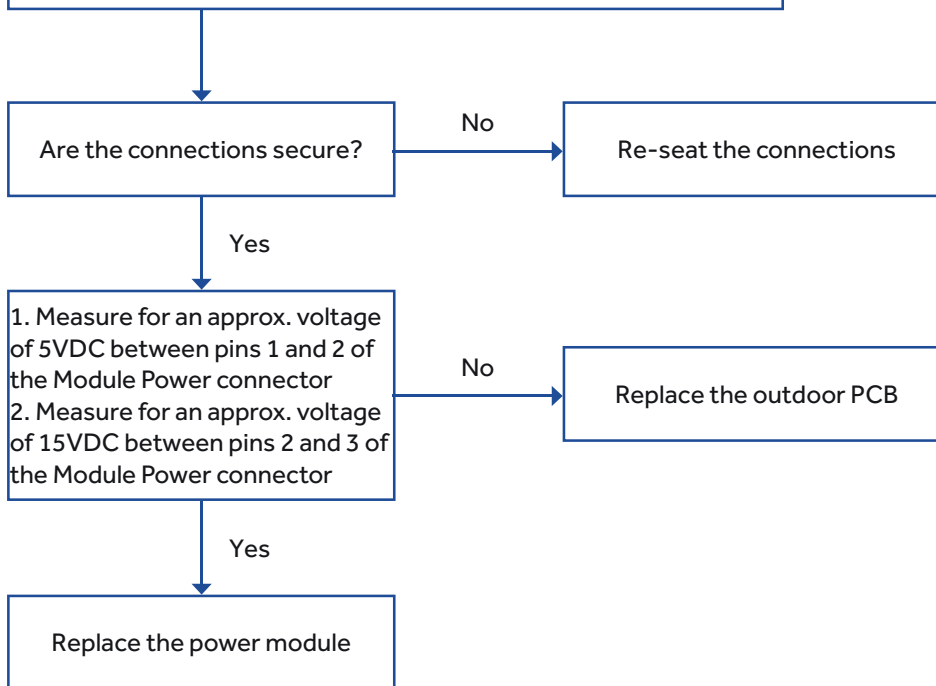 Are the connections secure?
No
Re-seat the connections
Yes
1. Measure for an approx. voltage
of 5VDC between pins 1 and 2 of
the Module Power connector
2. Measure for an approx. voltage
of 15VDC between pins 2 and 3 of
the Module Power connector
No
Replace the outdoor PCB
Yes
Replace the power module